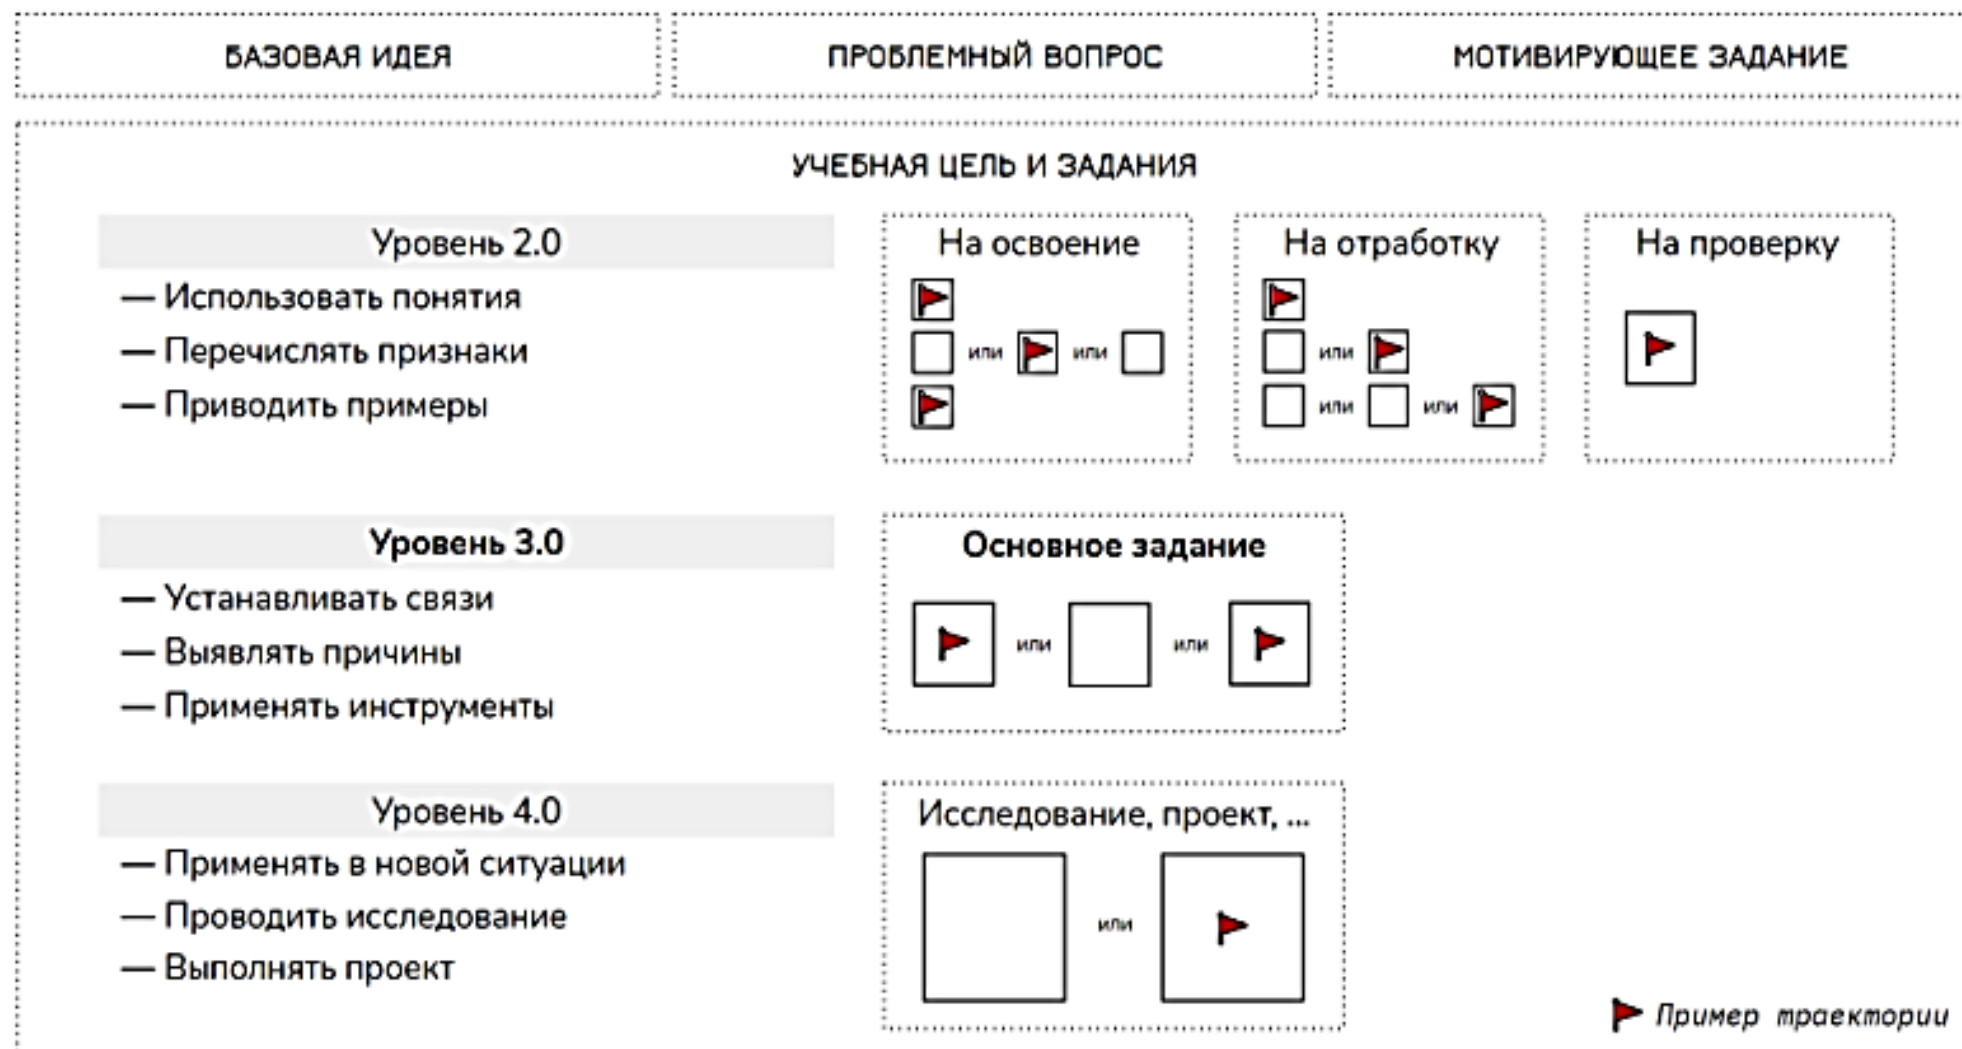 БАЗОВАЯ ИДЕЯ
ПРОБЛЕМНЫЙ ВОПРОС
МОТИВИРУЮЩЕЕ ЗАДАНИЕ
УЧЕБНАЯ ЦЕЛЬ И ЗАДАНИЯ
Уровень 2.0
— Использовать понятия
— Перечислять признаки
— Приводить примеры
На освоение
или или
На отработку
или
или или
На проверку
Уровень 3.0
— Устанавливать связи
— Выявлять причины
— Применять инструменты
Основное задание
или или
Уровень 4.0
— Применять в новой ситуации
— Проводить исследование
— Выполнять проект
Исследование, проект, ...
или
Пример траектории